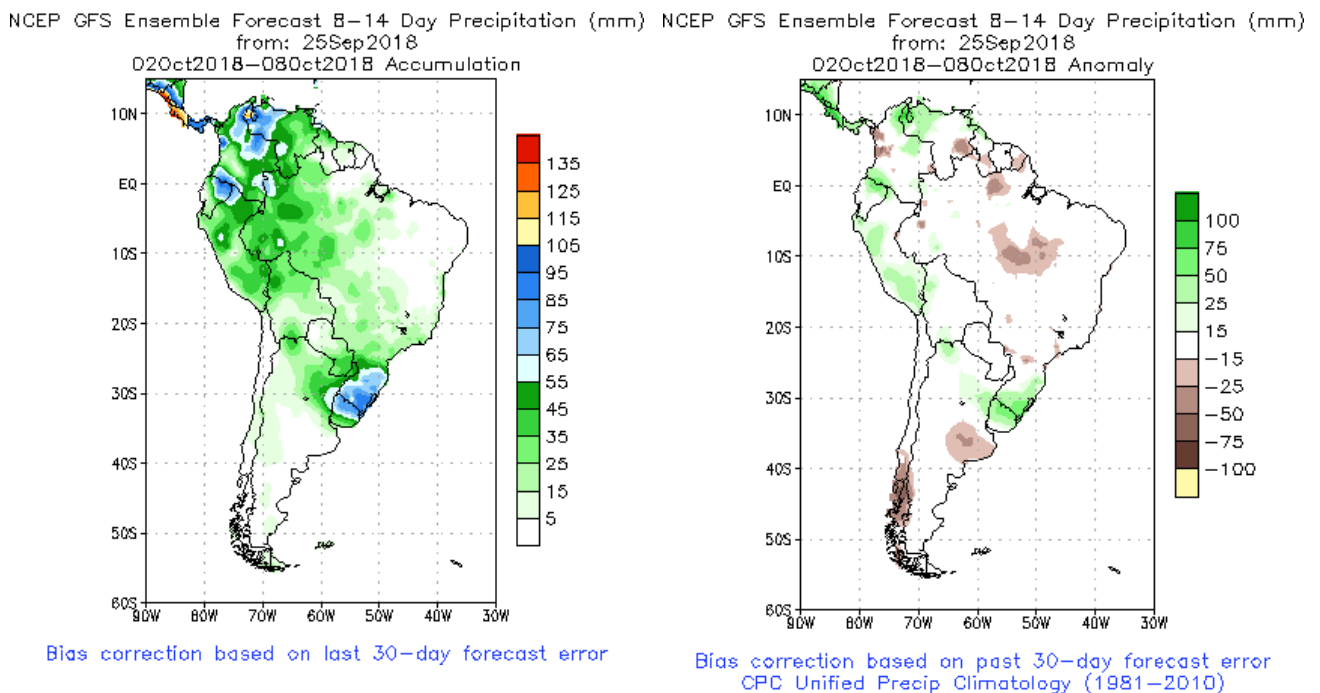 NCEP GFS Ensemble Forecast 8-14 Day Precipitation (mm)
from: 25Sep2018
02Oct2018-08Oct2018 Accumulation
10N
EQ
10S
20S
30S
40S
50S
60S
90W
80W
70W
60W
50W
40W
30W
135
125
115
105
95
85
75
65
55
45
35
25
15
5
Bias correction based on last 30-day forecast error
NCEP GFS Ensemble Forecast 8-14 Day Precipitation (mm)
from: 25Sep2018
02Oct2018-08Oct2018 Anomaly
10N
EQ
10S
20S
30S
40S
50S
60S
90W
80W
70W
60W
50W
40W
30W
100
75
50
25
15
-15
-25
-50
-75
-100
Bias correction based on past 30-day forecast error
CPC Unified Precip Climatology (1981-2010)